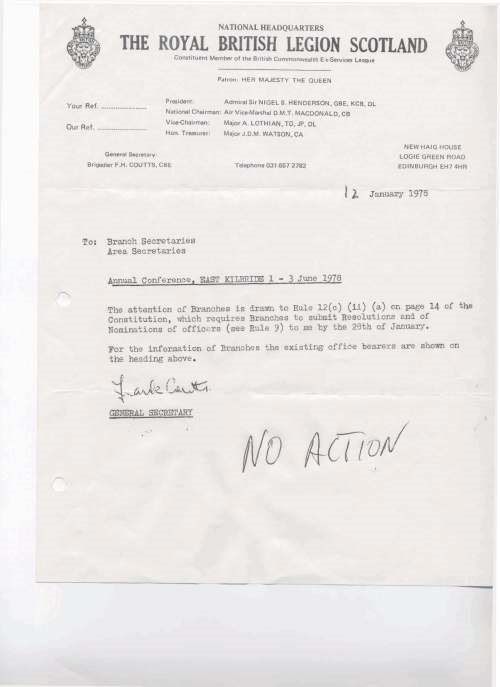 NATIONAL HEADQUARTERS
THE ROYAL BRITISH LEGION SCOTLAND
Constituent Member of the British Commonwealth Ex-Services League
Patron: HER MAJESTY THE QUEEN
Your Ref. ......................
Our Ref. ......................
President: Admiral Sir NIGEL S. HENDERSON, GBE, KCB, DL
National Chairman: Air Vice-Marshal D.M.T. MACDONALD, CB
Vice-Chairman: Major A. LOTHIAN, TD, JP, DL
Hon. Treasurer: Major J.D.M. WATSON, CA
General Secretary:
Brigadier F.H. COUTTS, CBE
Telephone 031-557 2782
NEW HAIG HOUSE
LOGIE GREEN ROAD
EDINBURGH EH7 4HR
12 January 1978
To: Branch Secretaries
Area Secretaries
Annual Conference, EAST KILBRIDE 1 - 3 June 1978
The attention of Branches is drawn to Rule 12(c) (ii) (a) on page 14 of the
Constitution, which requires Branches to submit Resolutions and of
Nominations of officers (see Rule 9) to me by the 28th of January.
For the information of Branches the existing office bearers are shown on
the heading above.
Frank Coutts.
GENERAL SECRETARY
NO ACTION